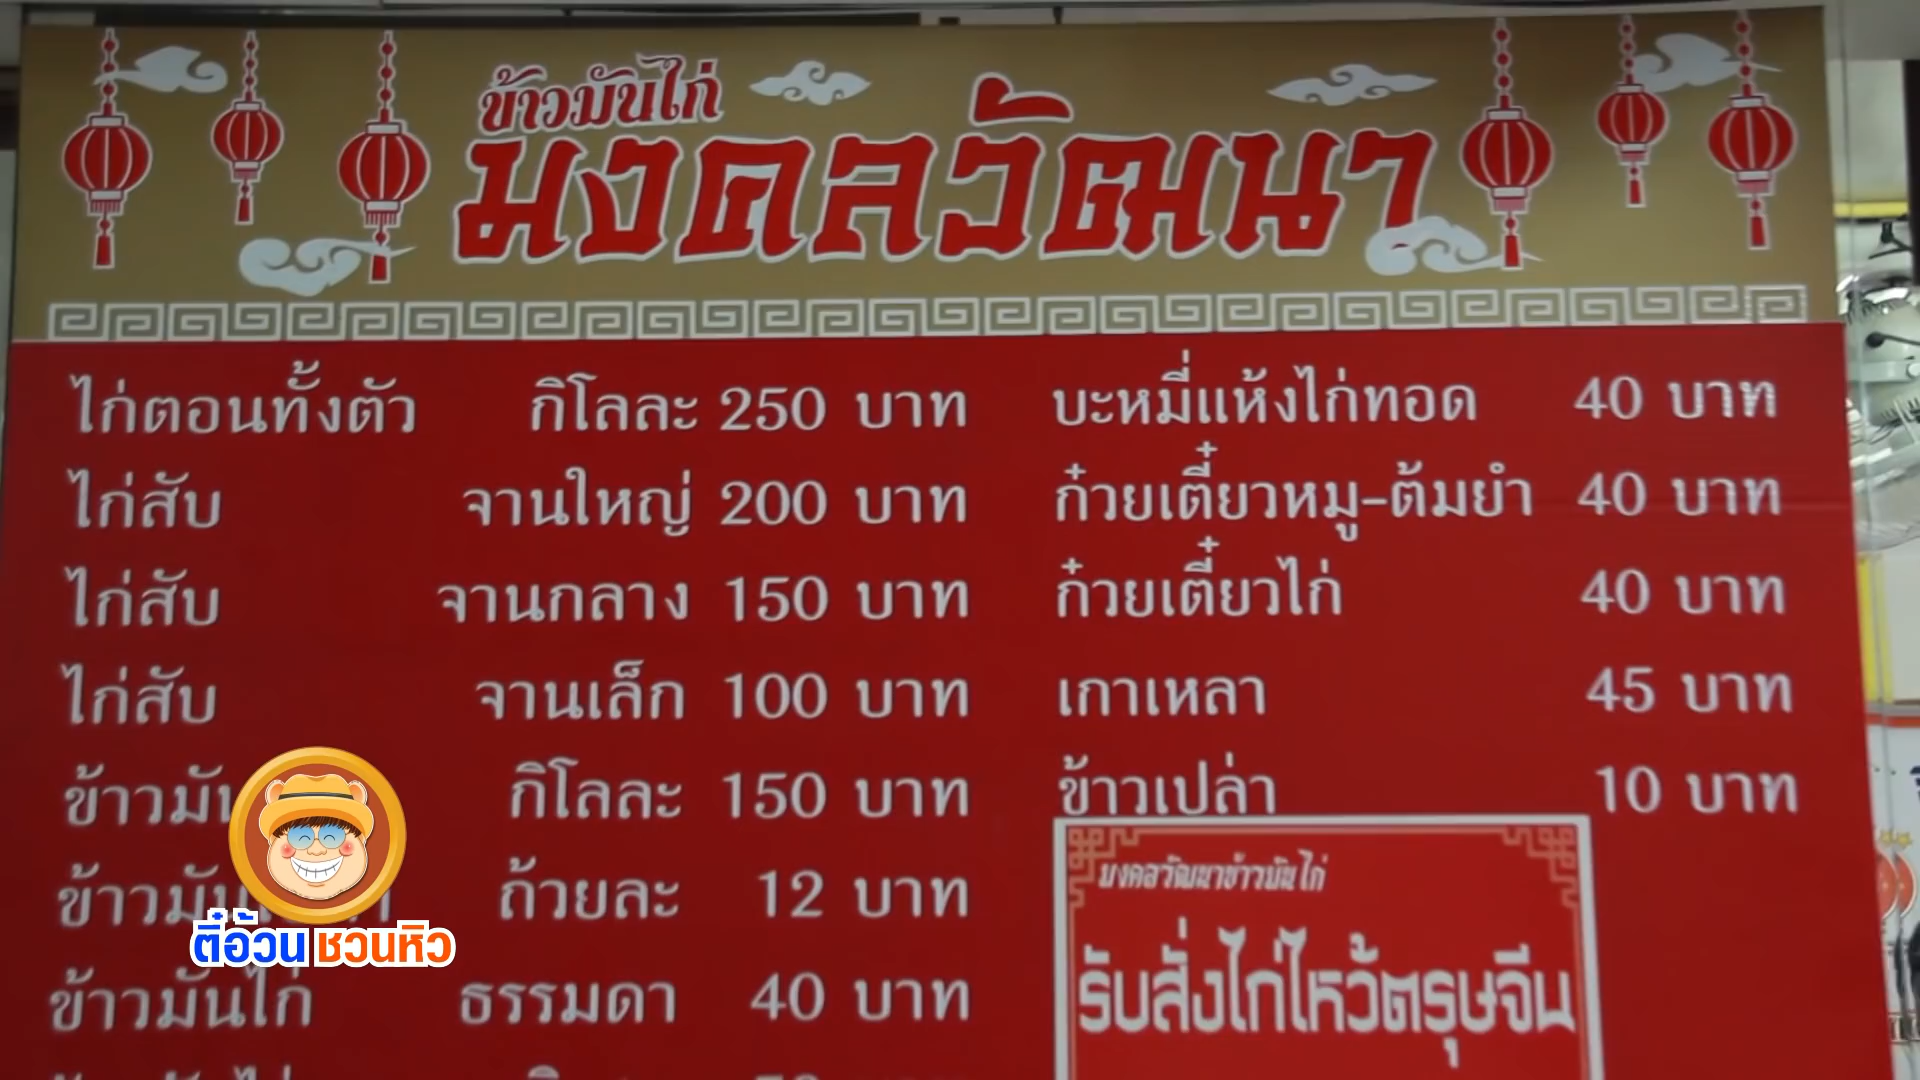 ข้าวมันไก่
มงคลวัฒนา
ไก่ตอนทั้งตัว กิโลละ 250 บาท
ไก่สับ จานใหญ่ 200 บาท
ไก่สับ จานกลาง 150 บาท
ไก่สับ จานเล็ก 100 บาท
ข้าวมัน กิโลละ 150 บาท
ข้าวมัน ถ้วยละ 12 บาท
ข้าวมันไก่ ธรรมดา 40 บาท
บะหมี่แห้งไก่ทอด 40 บาท
ก๋วยเตี๋ยวหมู-ต้มยำ 40 บาท
ก๋วยเตี๋ยวไก่ 40 บาท
เกาเหลา 45 บาท
ข้าวเปล่า 10 บาท
มงคลวัฒนาข้าวมันไก่
รับสั่งไก่ไหว้ตรุษจีน
ตี๋อ้วน ชวนหิว